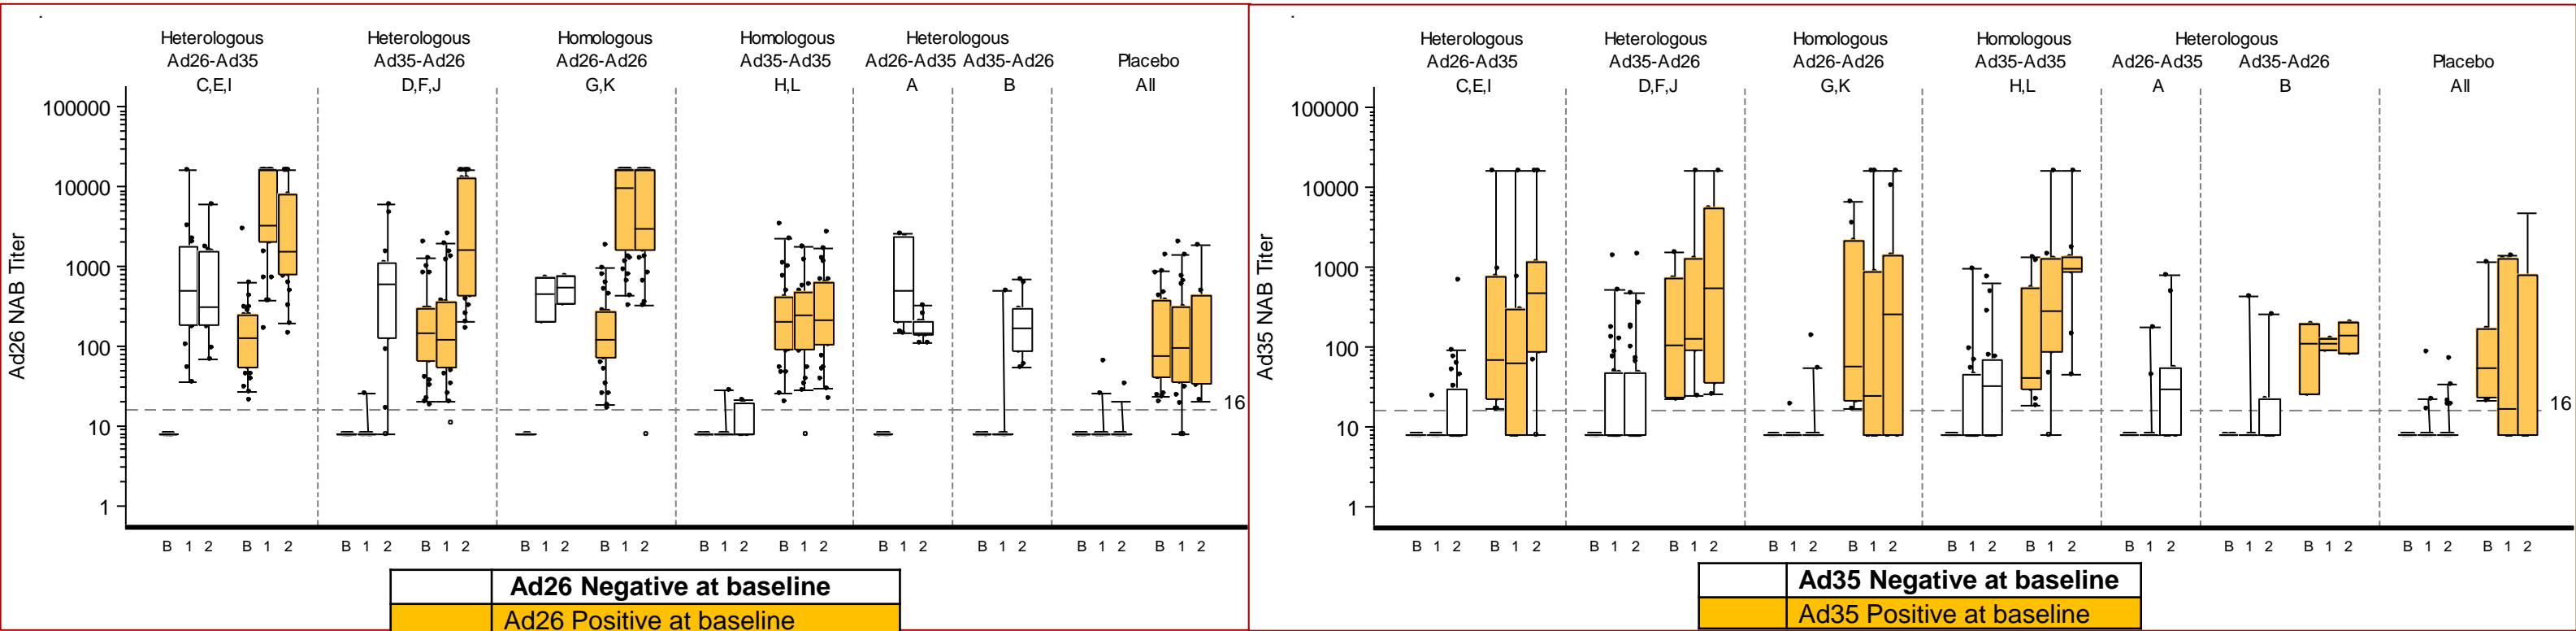 Heterologous Heterologous Homologous Homologous Heterologous
Ad26-Ad35 Ad35-Ad26 Ad26-Ad26 Ad35-Ad35 Ad26-Ad35 Ad35-Ad26 Placebo
C,E,I D,F,J G,K H,L A B All
100000
10000
1000
100
10
1
Ad26 NAB Titer
16
B 1 2 B 1 2 B 1 2 B 1 2 B 1 2 B 1 2 B 1 2 B 1 2 B 1 2 B 1 2 B 1 2 B 1 2
Ad26 Negative at baseline
Ad26 Positive at baseline
Heterologous Heterologous Homologous Homologous Heterologous
Ad26-Ad35 Ad35-Ad26 Ad26-Ad26 Ad35-Ad35 Ad26-Ad35 Ad35-Ad26 Placebo
C,E,I D,F,J G,K H,L A B All
100000
10000
1000
100
10
1
Ad35 NAB Titer
16
B 1 2 B 1 2 B 1 2 B 1 2 B 1 2 B 1 2 B 1 2 B 1 2 B 1 2 B 1 2 B 1 2 B 1 2 B 1 2
Ad35 Negative at baseline
Ad35 Positive at baseline